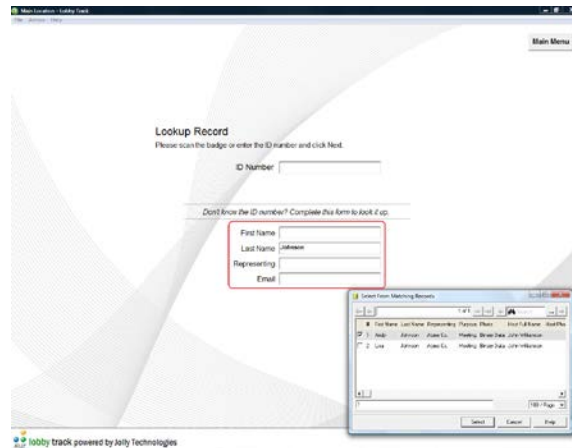 Main Location - Lobby Track
Main Menu
Lookup Record
Please scan the badge or enter the ID number and click Next.
ID Number
Don't know the ID number? Complete this form to look it up.
First Name
Last Name Johnson
Representing
Email
Select From Matching Records
1 of 1
# First Name Last Name Representing Purpose Photo Host Full Name
1 Andy Johnson Acme Co. Meeting Binary Data John Williamson
2 Lisa Johnson Acme Co. Meeting Binary Data John Williamson
100 / Page
Select Cancel Help
lobby track powered by Jolly Technologies